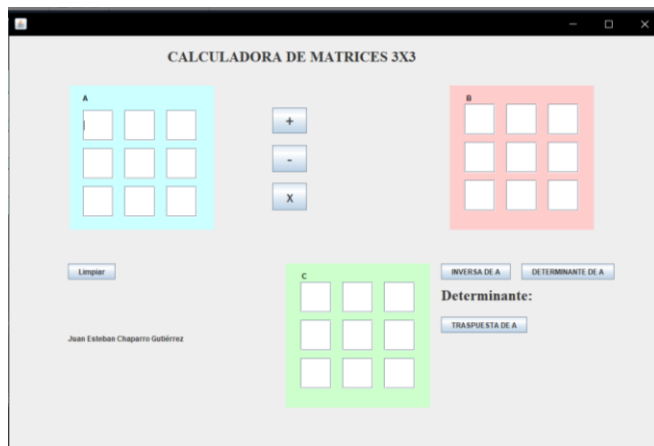 CALCULADORA DE MATRICES 3X3
A
B
+
-
X
Limpiar
C
INVERSA DE A
DETERMINANTE DE A
Determinante:
TRASPUESTA DE A
Juan Esteban Chaparro Gutiérrez